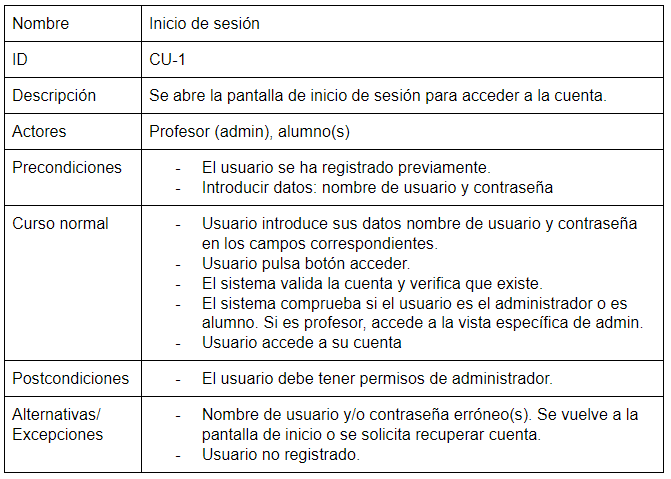 Nombre Inicio de sesión
ID CU-1
Descripción Se abre la pantalla de inicio de sesión para acceder a la cuenta.
Actores Profesor (admin), alumno(s)
Precondiciones - El usuario se ha registrado previamente.
- Introducir datos: nombre de usuario y contraseña
Curso normal - Usuario introduce sus datos nombre de usuario y contraseña
en los campos correspondientes.
- Usuario pulsa botón acceder.
- El sistema valida la cuenta y verifica que existe.
- El sistema comprueba si el usuario es el administrador o es
alumno. Si es profesor, accede a la vista específica de admin.
- Usuario accede a su cuenta
Postcondiciones - El usuario debe tener permisos de administrador.
Alternativas/ - Nombre de usuario y/o contraseña erróneo(s). Se vuelve a la
Excepciones pantalla de inicio o se solicita recuperar cuenta.
- Usuario no registrado.